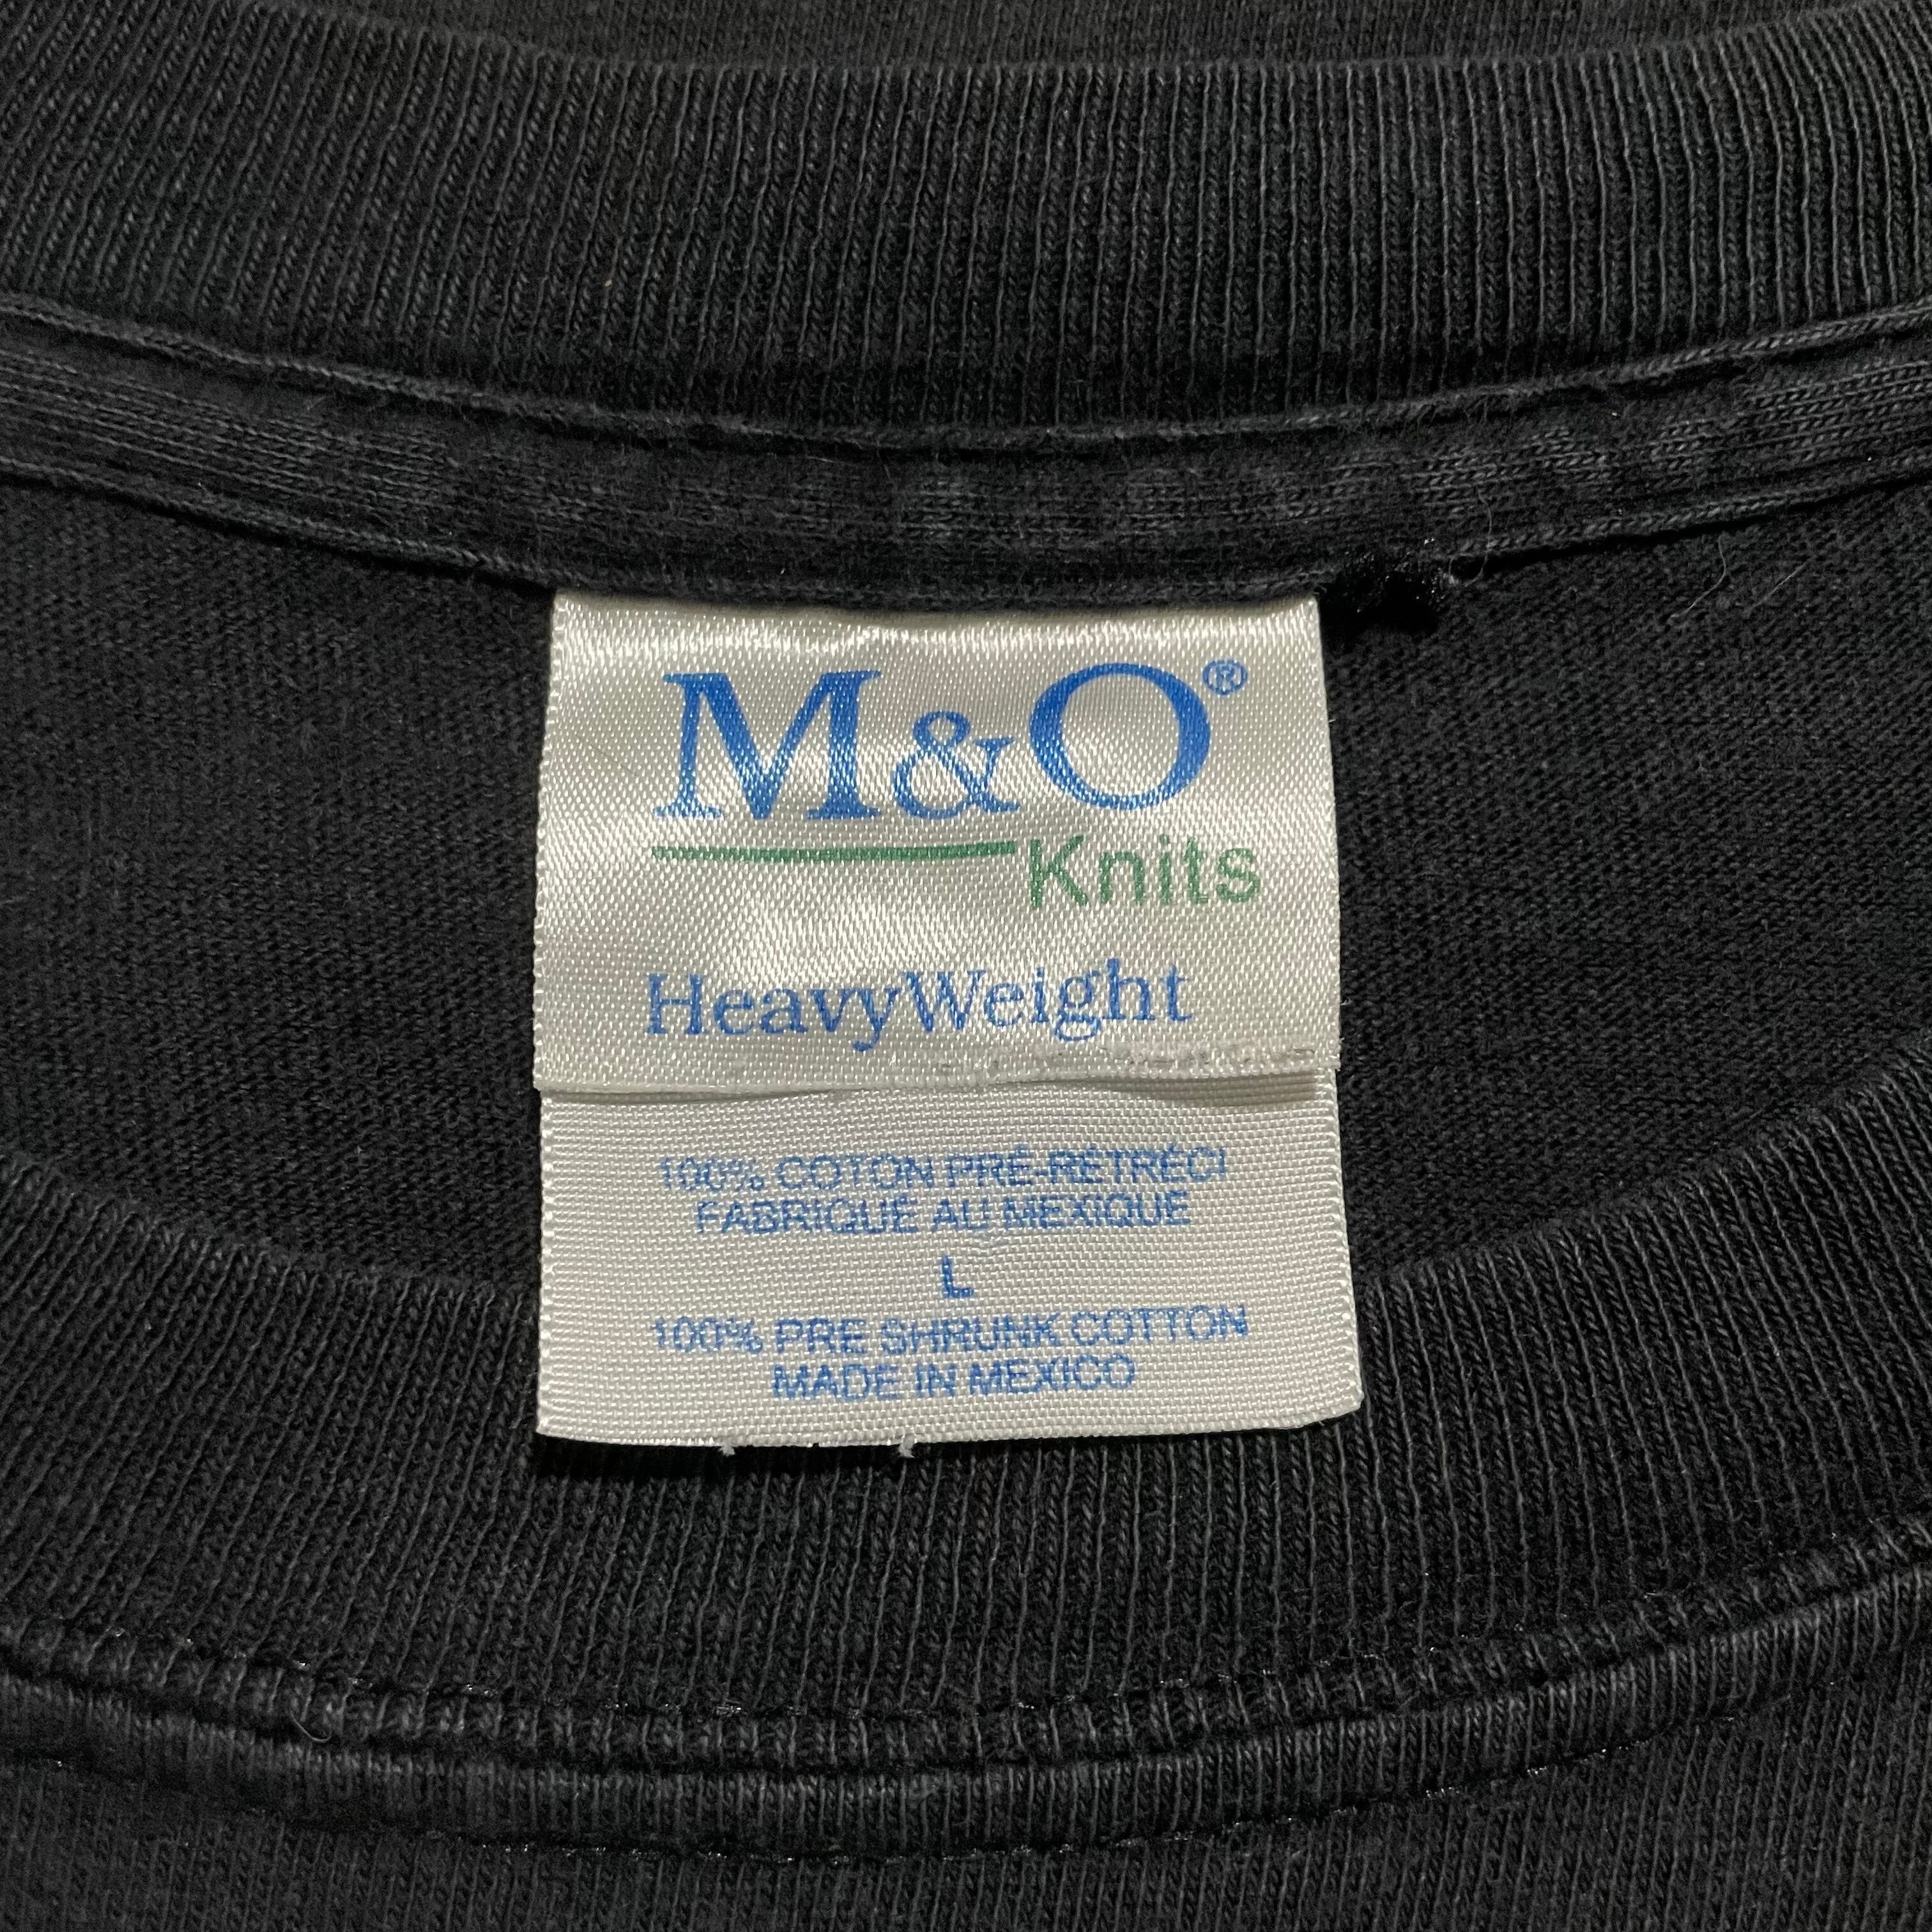 M&O®
Knits
HeavyWeight
100% COTON PRÉ-RÉTRÉCI
FABRIQUÉ AU MEXIQUE
L
100% PRE SHRUNK COTTON
MADE IN MEXICO